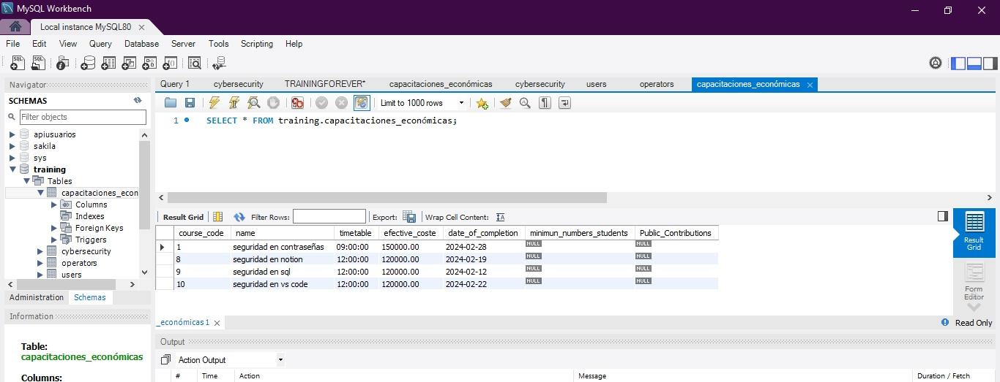 MySQL Workbench
Local instance MySQL80
File Edit View Query Database Server Tools Scripting Help
Navigator
SCHEMAS
Filter objects
apiusuarios
sakila
sys
training
Tables
capacitaciones_econ
Columns
Indexes
Foreign Keys
Triggers
cybersecurity
operators
users
Administration Schemas
Information
Table:
capacitaciones_económicas
Columns:
Query 1 cybersecurity TRAININGFOREVER* capacitaciones_económicas cybersecurity users operators capacitaciones_económicas
Limit to 1000 rows
1 SELECT * FROM training.capacitaciones_económicas;
Result Grid Filter Rows: Export: Wrap Cell Content:
course_code name timetable efective_coste date_of_completion minimun_numbers_students Public_Contributions
1 seguridad en contraseñas 09:00:00 150000.00 2024-02-28 NULL NULL
8 seguridad en notion 12:00:00 120000.00 2024-02-19 NULL NULL
9 seguridad en sql 12:00:00 120000.00 2024-02-12 NULL NULL
10 seguridad en vs code 12:00:00 120000.00 2024-02-22 NULL NULL
Result
Grid
Form
Editor
_económicas 1
Read Only
Output
Action Output
# Time Action Message Duration / Fetch